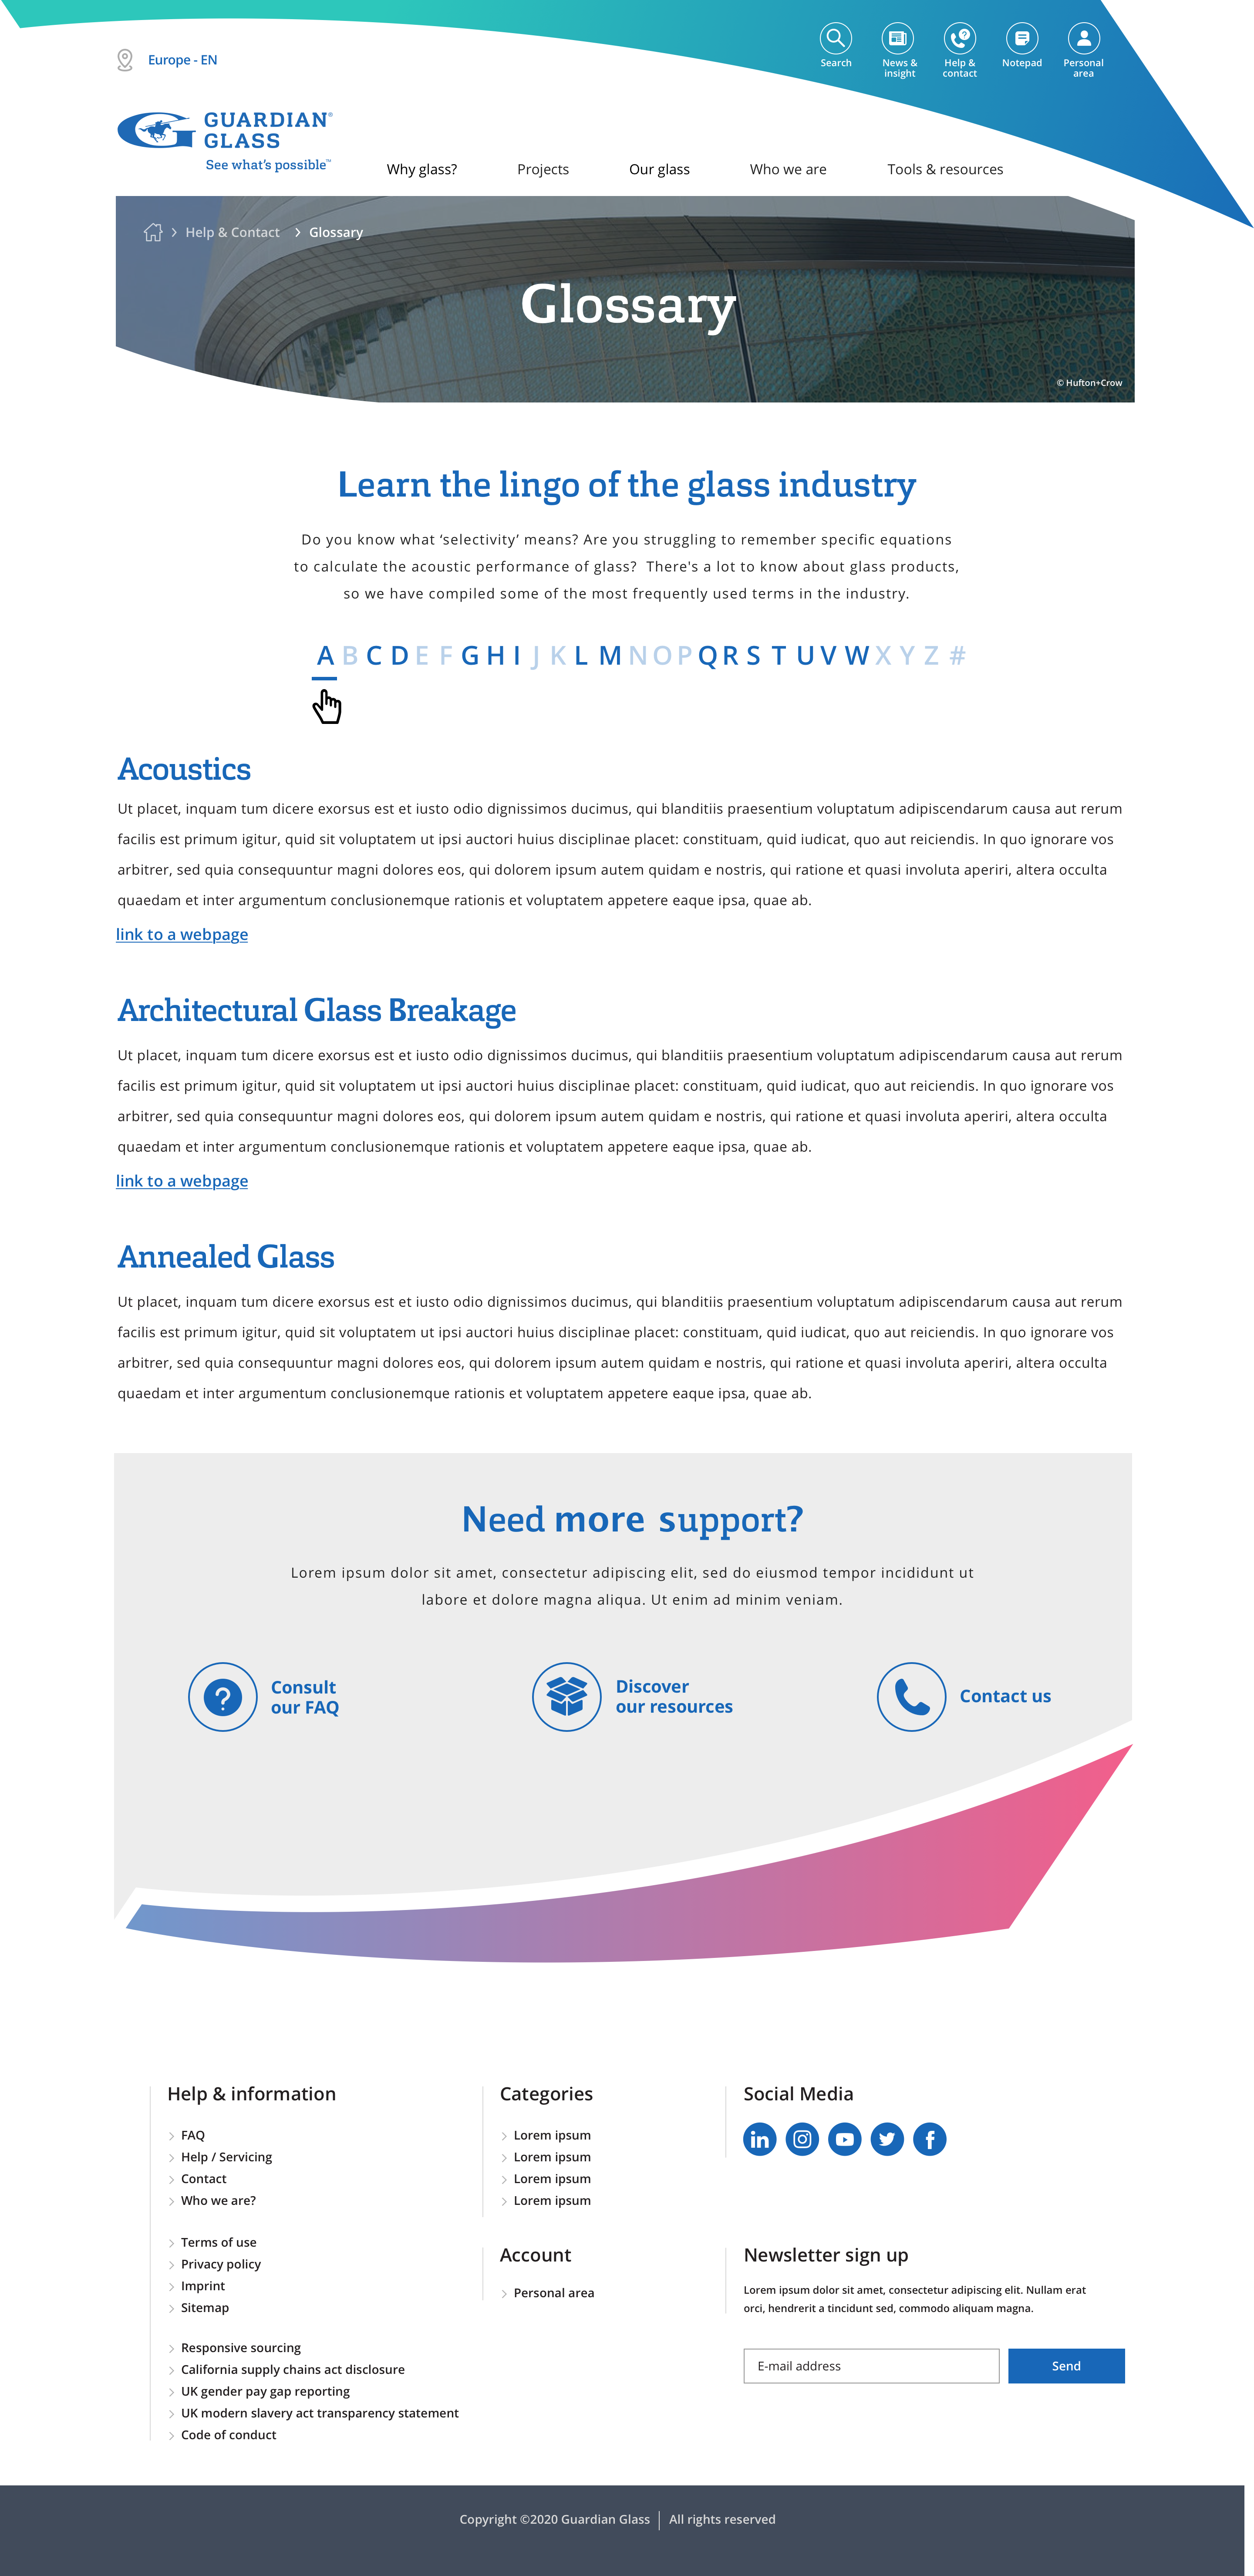 Europe - EN
Search
News &
insight
Help &
contact
Notepad
Personal
area
GUARDIAN®
GLASS
See what's possible™
Why glass?
Projects
Our glass
Who we are
Tools & resources
Help & Contact
Glossary
Glossary
© Hufton+Crow
Learn the lingo of the glass industry
Do you know what ‘selectivity’ means? Are you struggling to remember specific equations
to calculate the acoustic performance of glass? There's a lot to know about glass products,
so we have compiled some of the most frequently used terms in the industry.
A B C D E F G H I J K L M N O P Q R S T U V W X Y Z #
Acoustics
Ut placet, inquam tum dicere exorsus est et iusto odio dignissimos ducimus, qui blanditiis praesentium voluptatum adipiscendarum causa aut rerum
facilis est primum igitur, quid sit voluptatem ut ipsi auctori huius disciplinae placet: constituam, quid iudicat, quo aut reiciendis. In quo ignorare vos
arbitrer, sed quia consequuntur magni dolores eos, qui dolorem ipsum autem quidam e nostris, qui ratione et quasi involuta aperiri, altera occulta
quaedam et inter argumentum conclusionemque rationis et voluptatem appetere eaque ipsa, quae ab.
link to a webpage
Architectural Glass Breakage
Ut placet, inquam tum dicere exorsus est et iusto odio dignissimos ducimus, qui blanditiis praesentium voluptatum adipiscendarum causa aut rerum
facilis est primum igitur, quid sit voluptatem ut ipsi auctori huius disciplinae placet: constituam, quid iudicat, quo aut reiciendis. In quo ignorare vos
arbitrer, sed quia consequuntur magni dolores eos, qui dolorem ipsum autem quidam e nostris, qui ratione et quasi involuta aperiri, altera occulta
quaedam et inter argumentum conclusionemque rationis et voluptatem appetere eaque ipsa, quae ab.
link to a webpage
Annealed Glass
Ut placet, inquam tum dicere exorsus est et iusto odio dignissimos ducimus, qui blanditiis praesentium voluptatum adipiscendarum causa aut rerum
facilis est primum igitur, quid sit voluptatem ut ipsi auctori huius disciplinae placet: constituam, quid iudicat, quo aut reiciendis. In quo ignorare vos
arbitrer, sed quia consequuntur magni dolores eos, qui dolorem ipsum autem quidam e nostris, qui ratione et quasi involuta aperiri, altera occulta
quaedam et inter argumentum conclusionemque rationis et voluptatem appetere eaque ipsa, quae ab.
Need more support?
Lorem ipsum dolor sit amet, consectetur adipiscing elit, sed do eiusmod tempor incididunt ut
labore et dolore magna aliqua. Ut enim ad minim veniam.
Consult
our FAQ
Discover
our resources
Contact us
Help & information
FAQ
Help / Servicing
Contact
Who we are?
Terms of use
Privacy policy
Imprint
Sitemap
Responsive sourcing
California supply chains act disclosure
UK gender pay gap reporting
UK modern slavery act transparency statement
Code of conduct
Categories
Lorem ipsum
Lorem ipsum
Lorem ipsum
Lorem ipsum
Account
Personal area
Social Media
Newsletter sign up
Lorem ipsum dolor sit amet, consectetur adipiscing elit. Nullam erat
orci, hendrerit a tincidunt sed, commodo aliquam magna.
E-mail address
Send
Copyright ©2020 Guardian Glass
All rights reserved